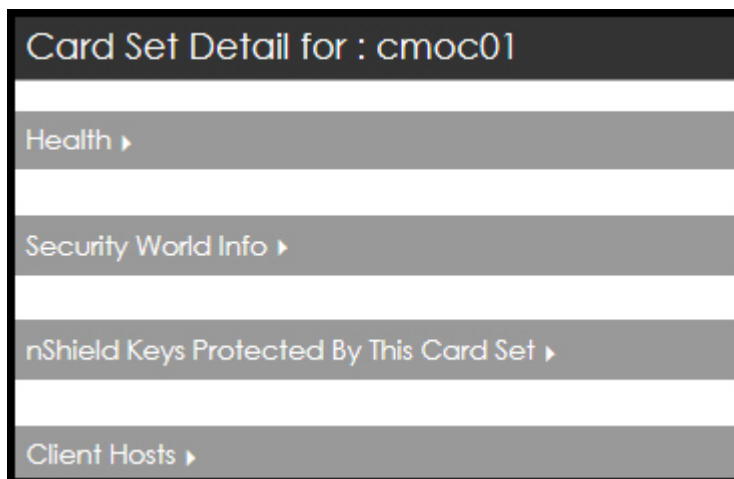 Card Set Detail for : cmoc01
Health
Security World Info
nShield Keys Protected By This Card Set
Client Hosts